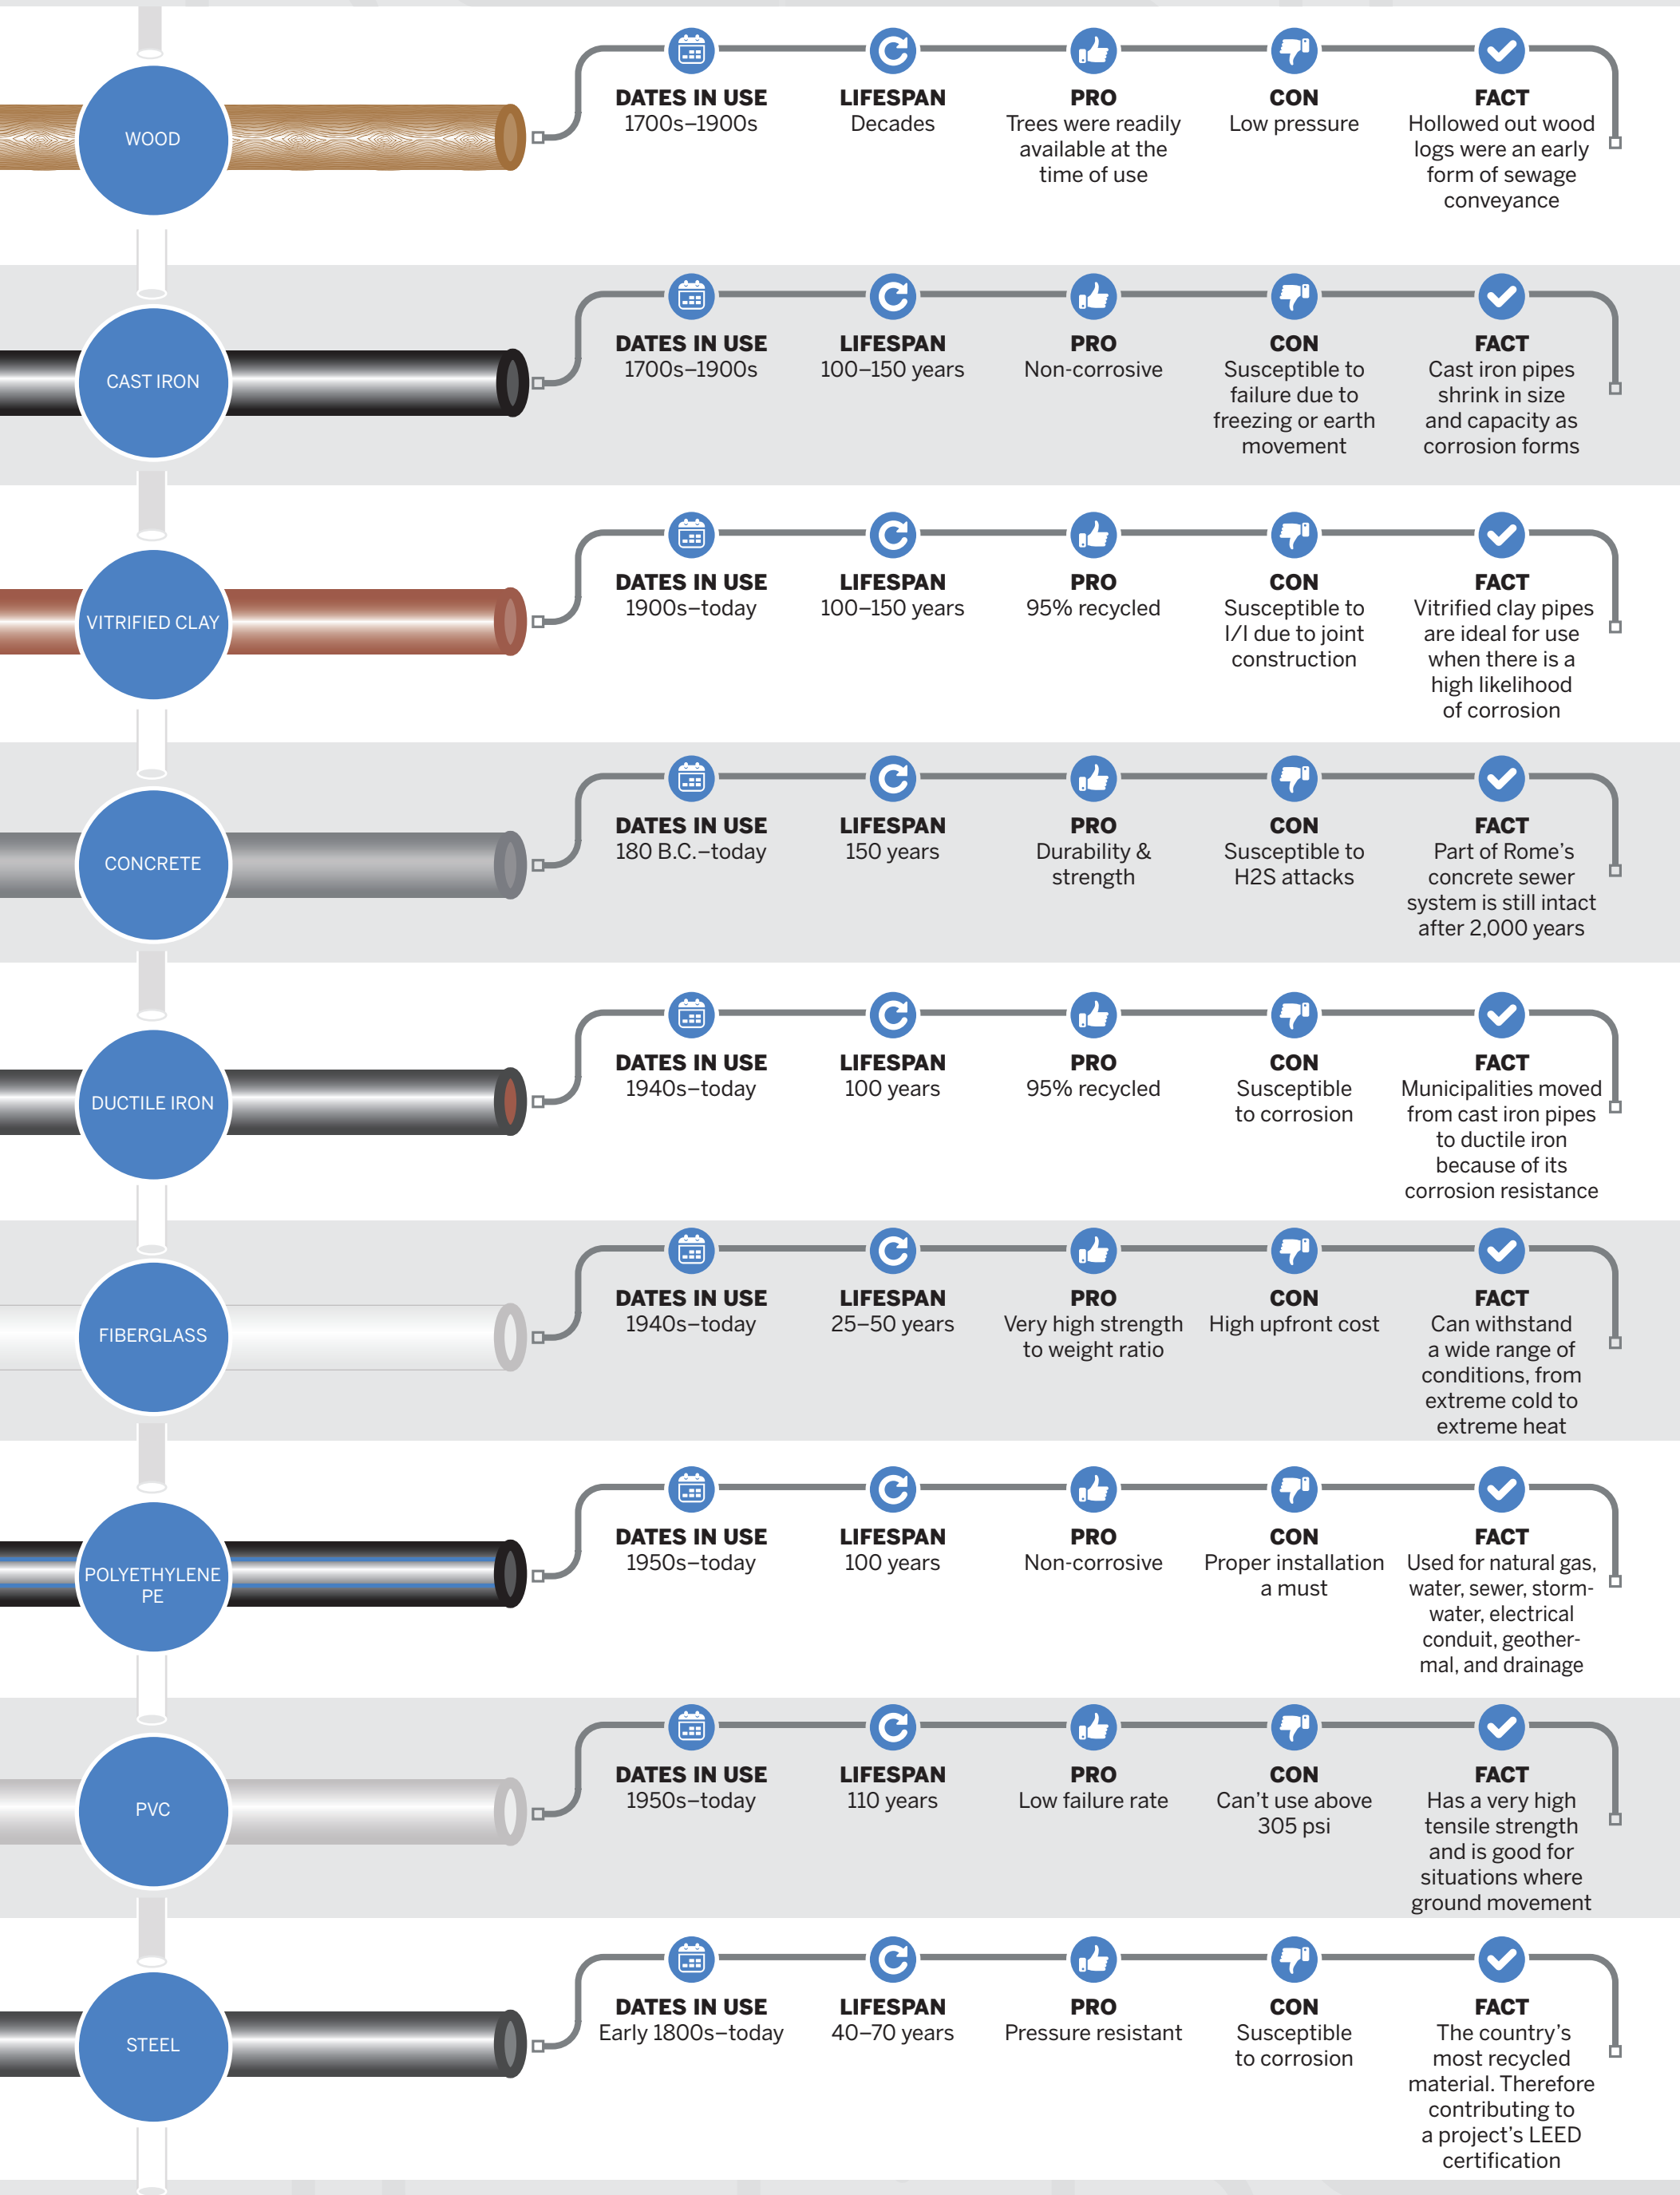 WOOD
DATES IN USE
1700s–1900s
LIFESPAN
Decades
PRO
Trees were readily
available at the
time of use
CON
Low pressure
FACT
Hollowed out wood
logs were an early
form of sewage
conveyance
CAST IRON
DATES IN USE
1700s–1900s
LIFESPAN
100–150 years
PRO
Non-corrosive
CON
Susceptible to
failure due to
freezing or earth
movement
FACT
Cast iron pipes
shrink in size
and capacity as
corrosion forms
VITRIFIED CLAY
DATES IN USE
1900s–today
LIFESPAN
100–150 years
PRO
95% recycled
CON
Susceptible to
I/I due to joint
construction
FACT
Vitrified clay pipes
are ideal for use
when there is a
high likelihood
of corrosion
CONCRETE
DATES IN USE
180 B.C.–today
LIFESPAN
150 years
PRO
Durability &
strength
CON
Susceptible to
H2S attacks
FACT
Part of Rome's
concrete sewer
system is still intact
after 2,000 years
DUCTILE IRON
DATES IN USE
1940s–today
LIFESPAN
100 years
PRO
95% recycled
CON
Susceptible
to corrosion
FACT
Municipalities moved
from cast iron pipes
to ductile iron
because of its
corrosion resistance
FIBERGLASS
DATES IN USE
1940s–today
LIFESPAN
25–50 years
PRO
Very high strength
to weight ratio
CON
High upfront cost
FACT
Can withstand
a wide range of
conditions, from
extreme cold to
extreme heat
POLYETHYLENE
PE
DATES IN USE
1950s–today
LIFESPAN
100 years
PRO
Non-corrosive
CON
Proper installation
a must
FACT
Used for natural gas,
water, sewer, storm-
water, electrical
conduit, geother-
mal, and drainage
PVC
DATES IN USE
1950s–today
LIFESPAN
110 years
PRO
Low failure rate
CON
Can't use above
305 psi
FACT
Has a very high
tensile strength
and is good for
situations where
ground movement
STEEL
DATES IN USE
Early 1800s–today
LIFESPAN
40–70 years
PRO
Pressure resistant
CON
Susceptible
to corrosion
FACT
The country's
most recycled
material. Therefore
contributing to
a project's LEED
certification